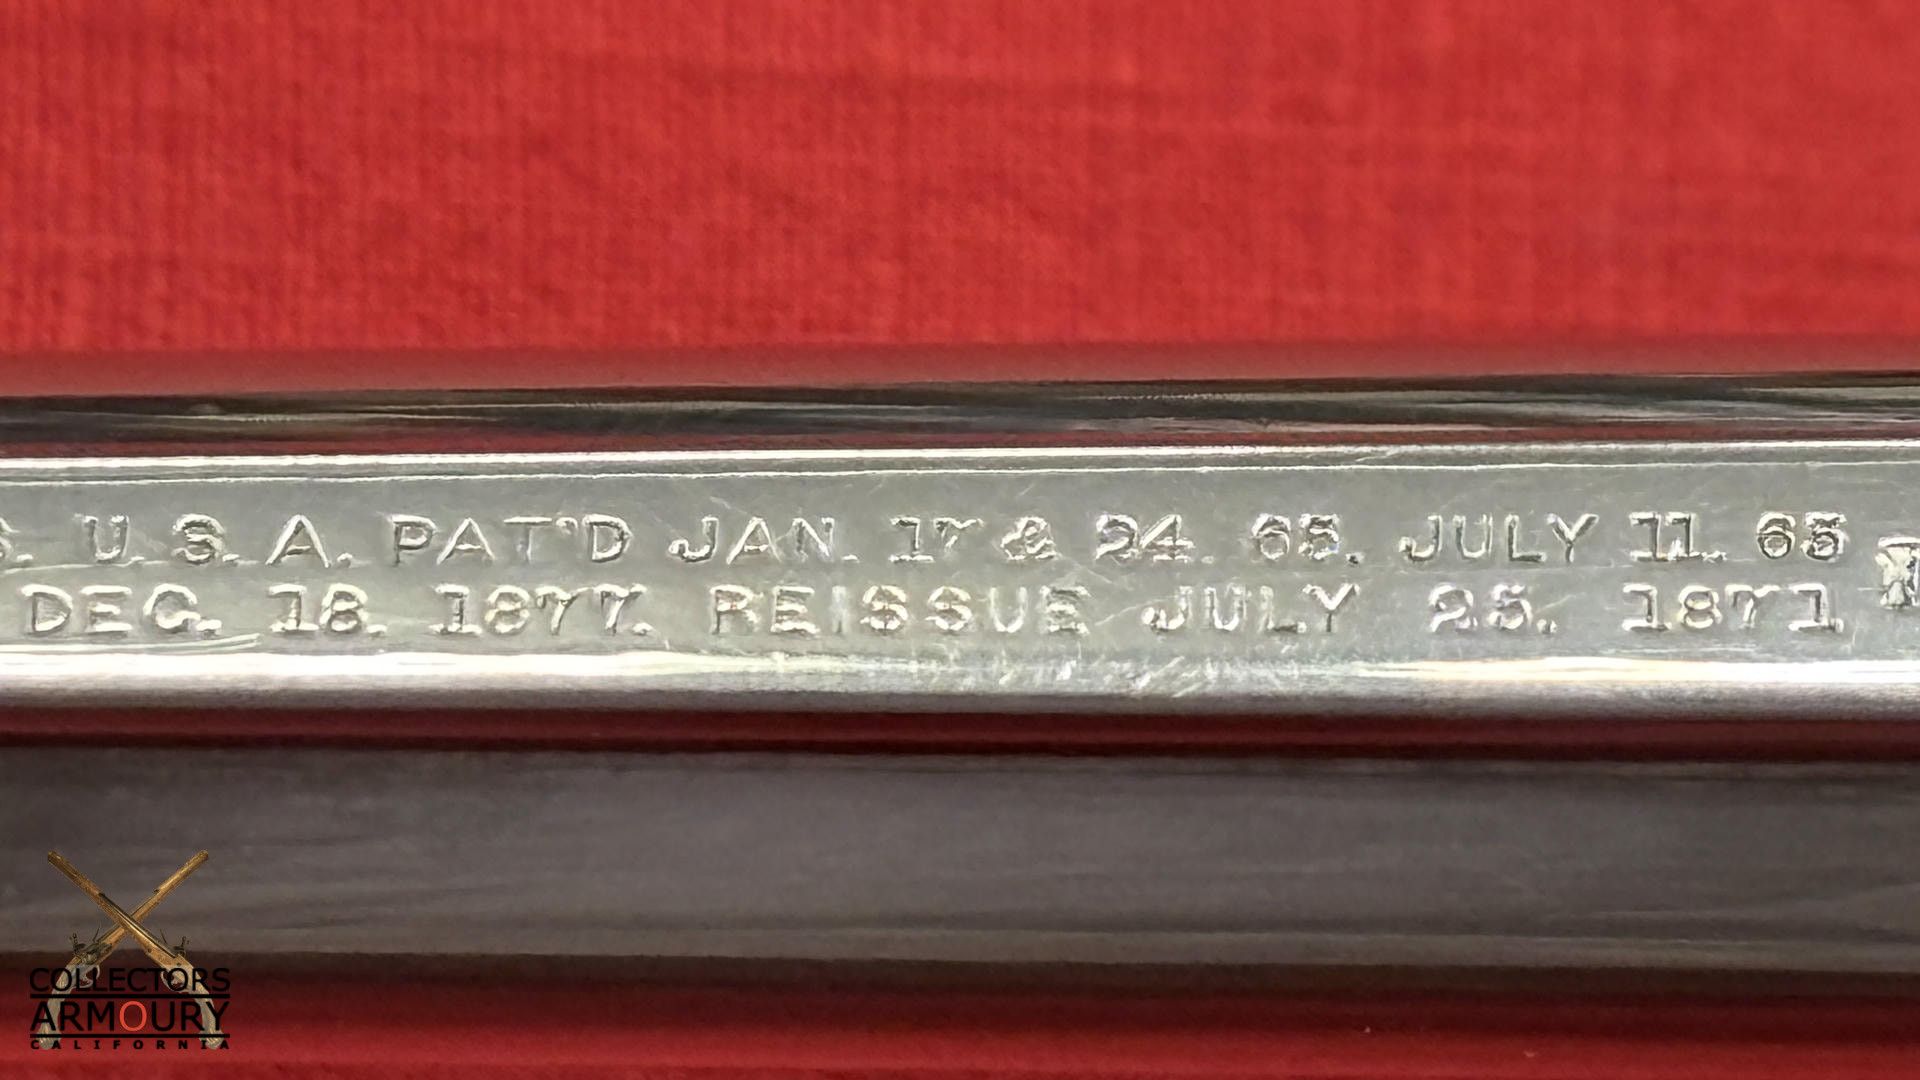 S. U.S.A. PAT'D JAN. 17 & 24. 65. JULY 11. 65
DEC. 18. 1877. REISSUE JULY 25. 1871
COLLECTORS
ARMOURY
CALIFORNIA